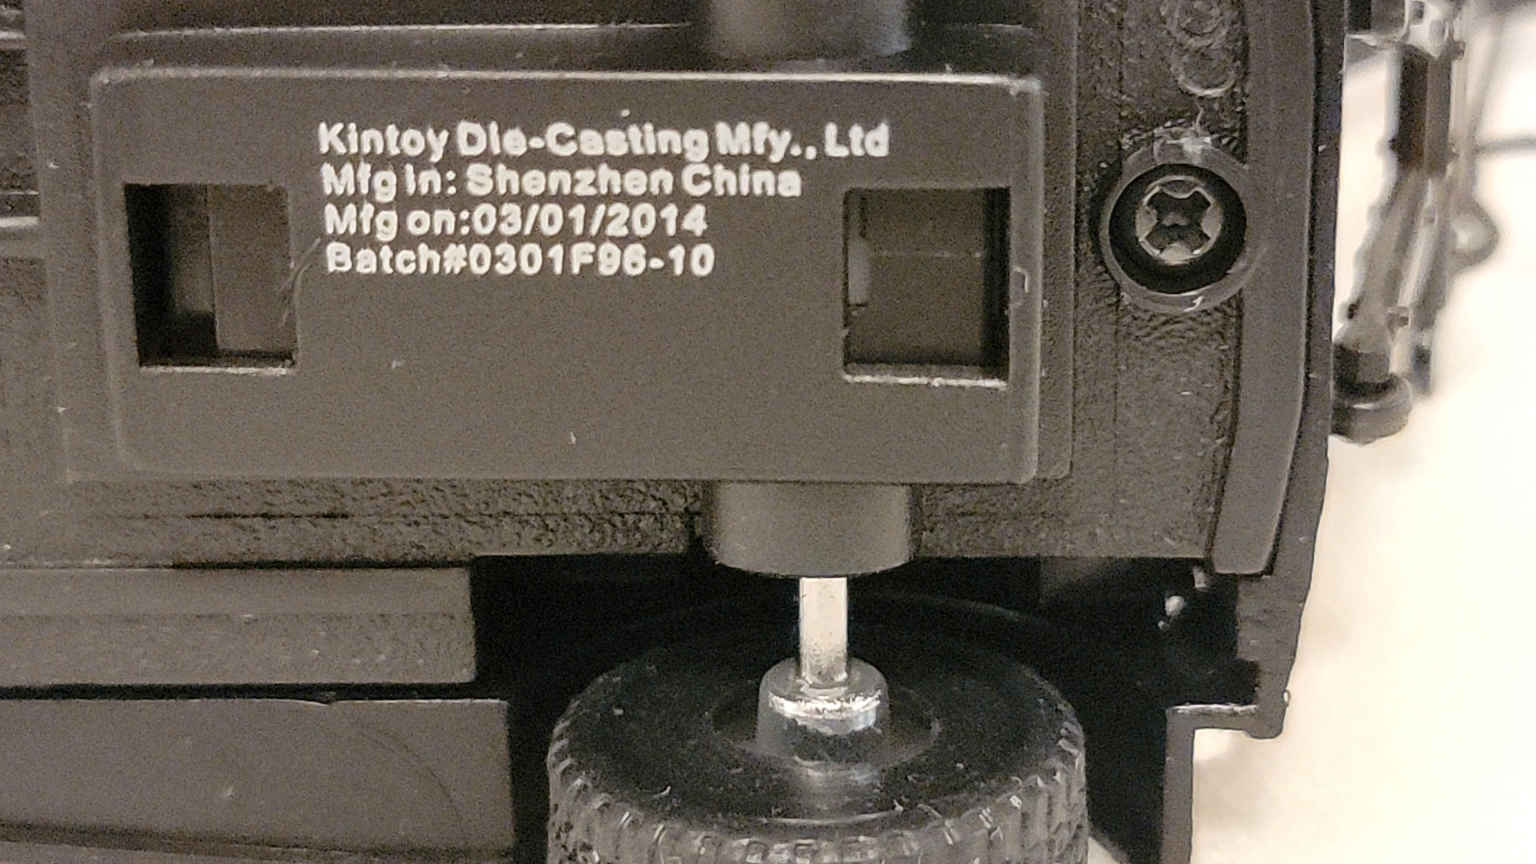 Kintoy Die-Casting Mfy., Ltd
Mfg in: Shenzhen China
Mfg on:03/01/2014
Batch#0301F96-10